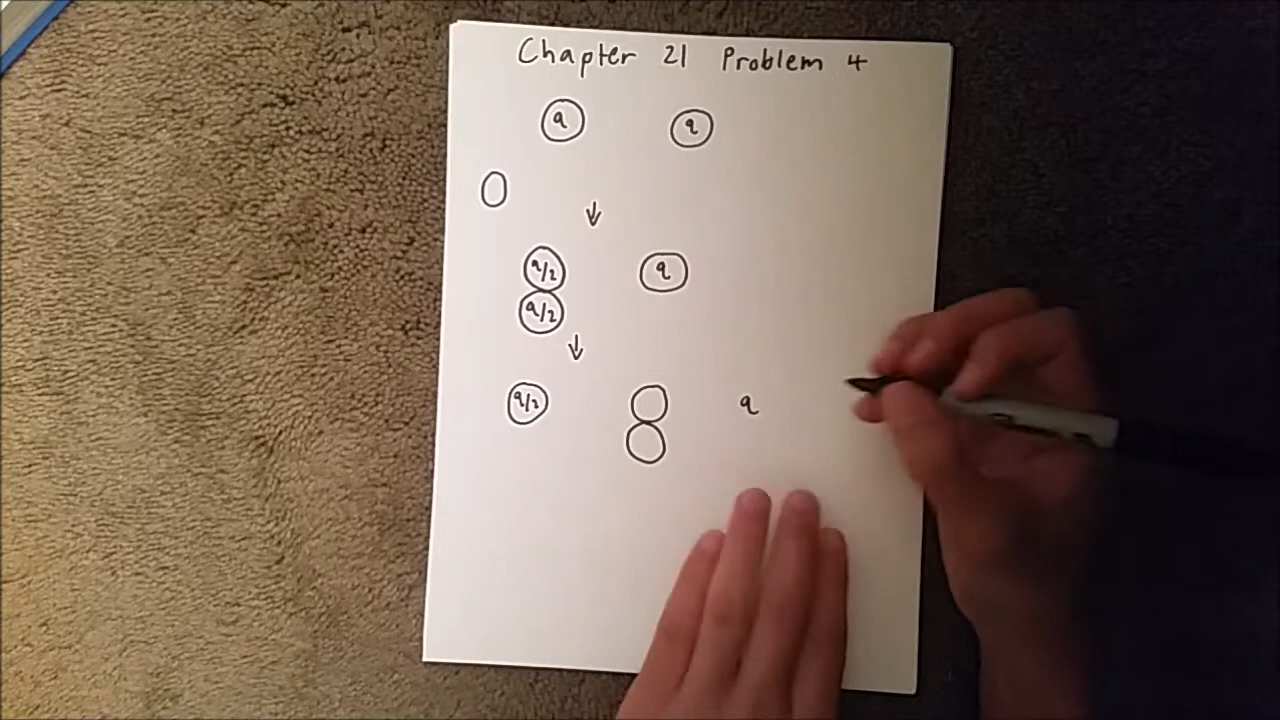 Chapter 21 Problem 4
q q
q/2 q
q/2
q/2 q